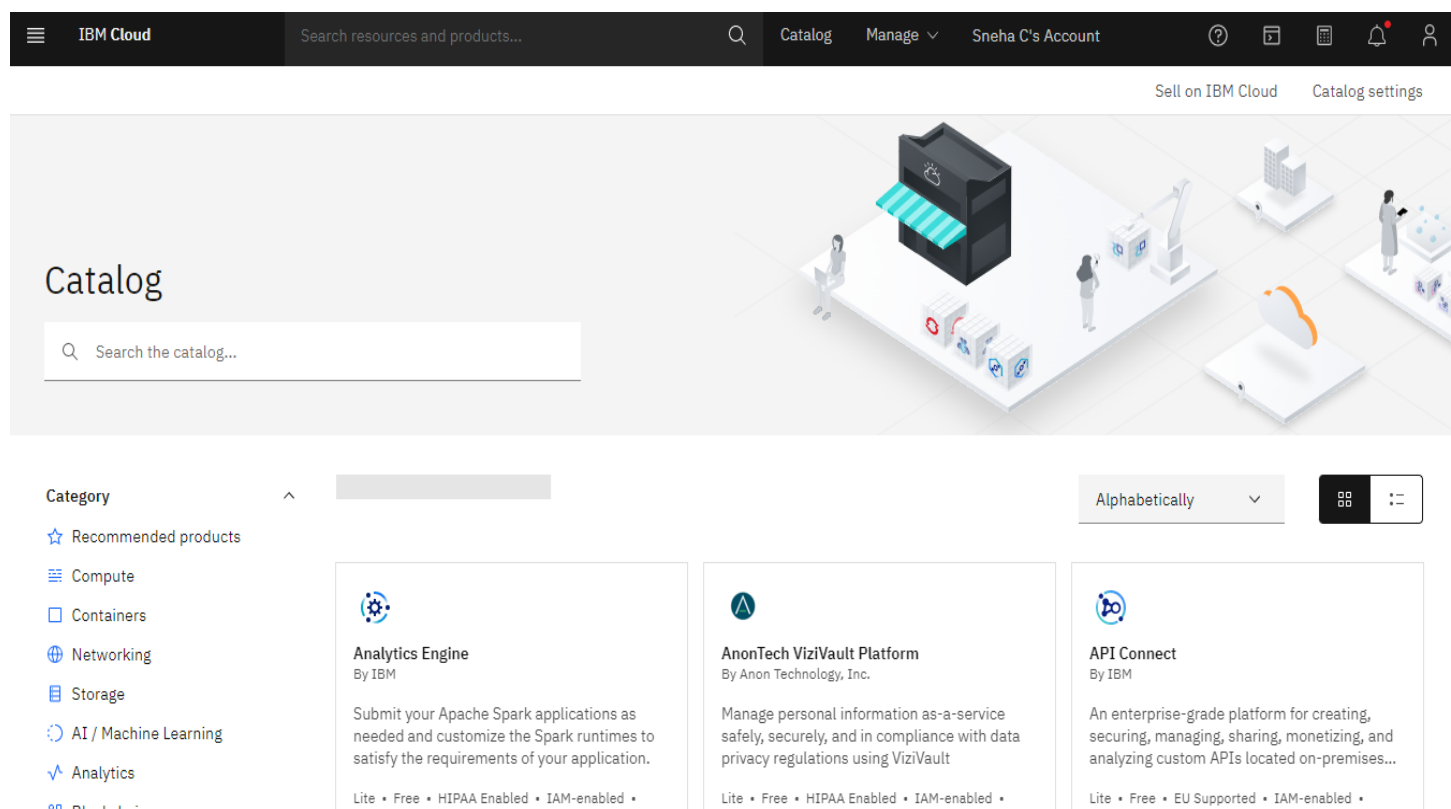 IBM Cloud
Search resources and products...
Catalog
Manage
Sneha C's Account
Sell on IBM Cloud
Catalog settings
Catalog
Search the catalog...
Category
Recommended products
Compute
Containers
Networking
Storage
AI / Machine Learning
Analytics
Alphabetically
Analytics Engine
By IBM
Submit your Apache Spark applications as
needed and customize the Spark runtimes to
satisfy the requirements of your application.
Lite • Free • HIPAA Enabled • IAM-enabled •
AnonTech ViziVault Platform
By Anon Technology, Inc.
Manage personal information as-a-service
safely, securely, and in compliance with data
privacy regulations using ViziVault
Lite • Free • HIPAA Enabled • IAM-enabled •
API Connect
By IBM
An enterprise-grade platform for creating,
securing, managing, sharing, monetizing, and
analyzing custom APIs located on-premises...
Lite • Free • EU Supported • IAM-enabled •